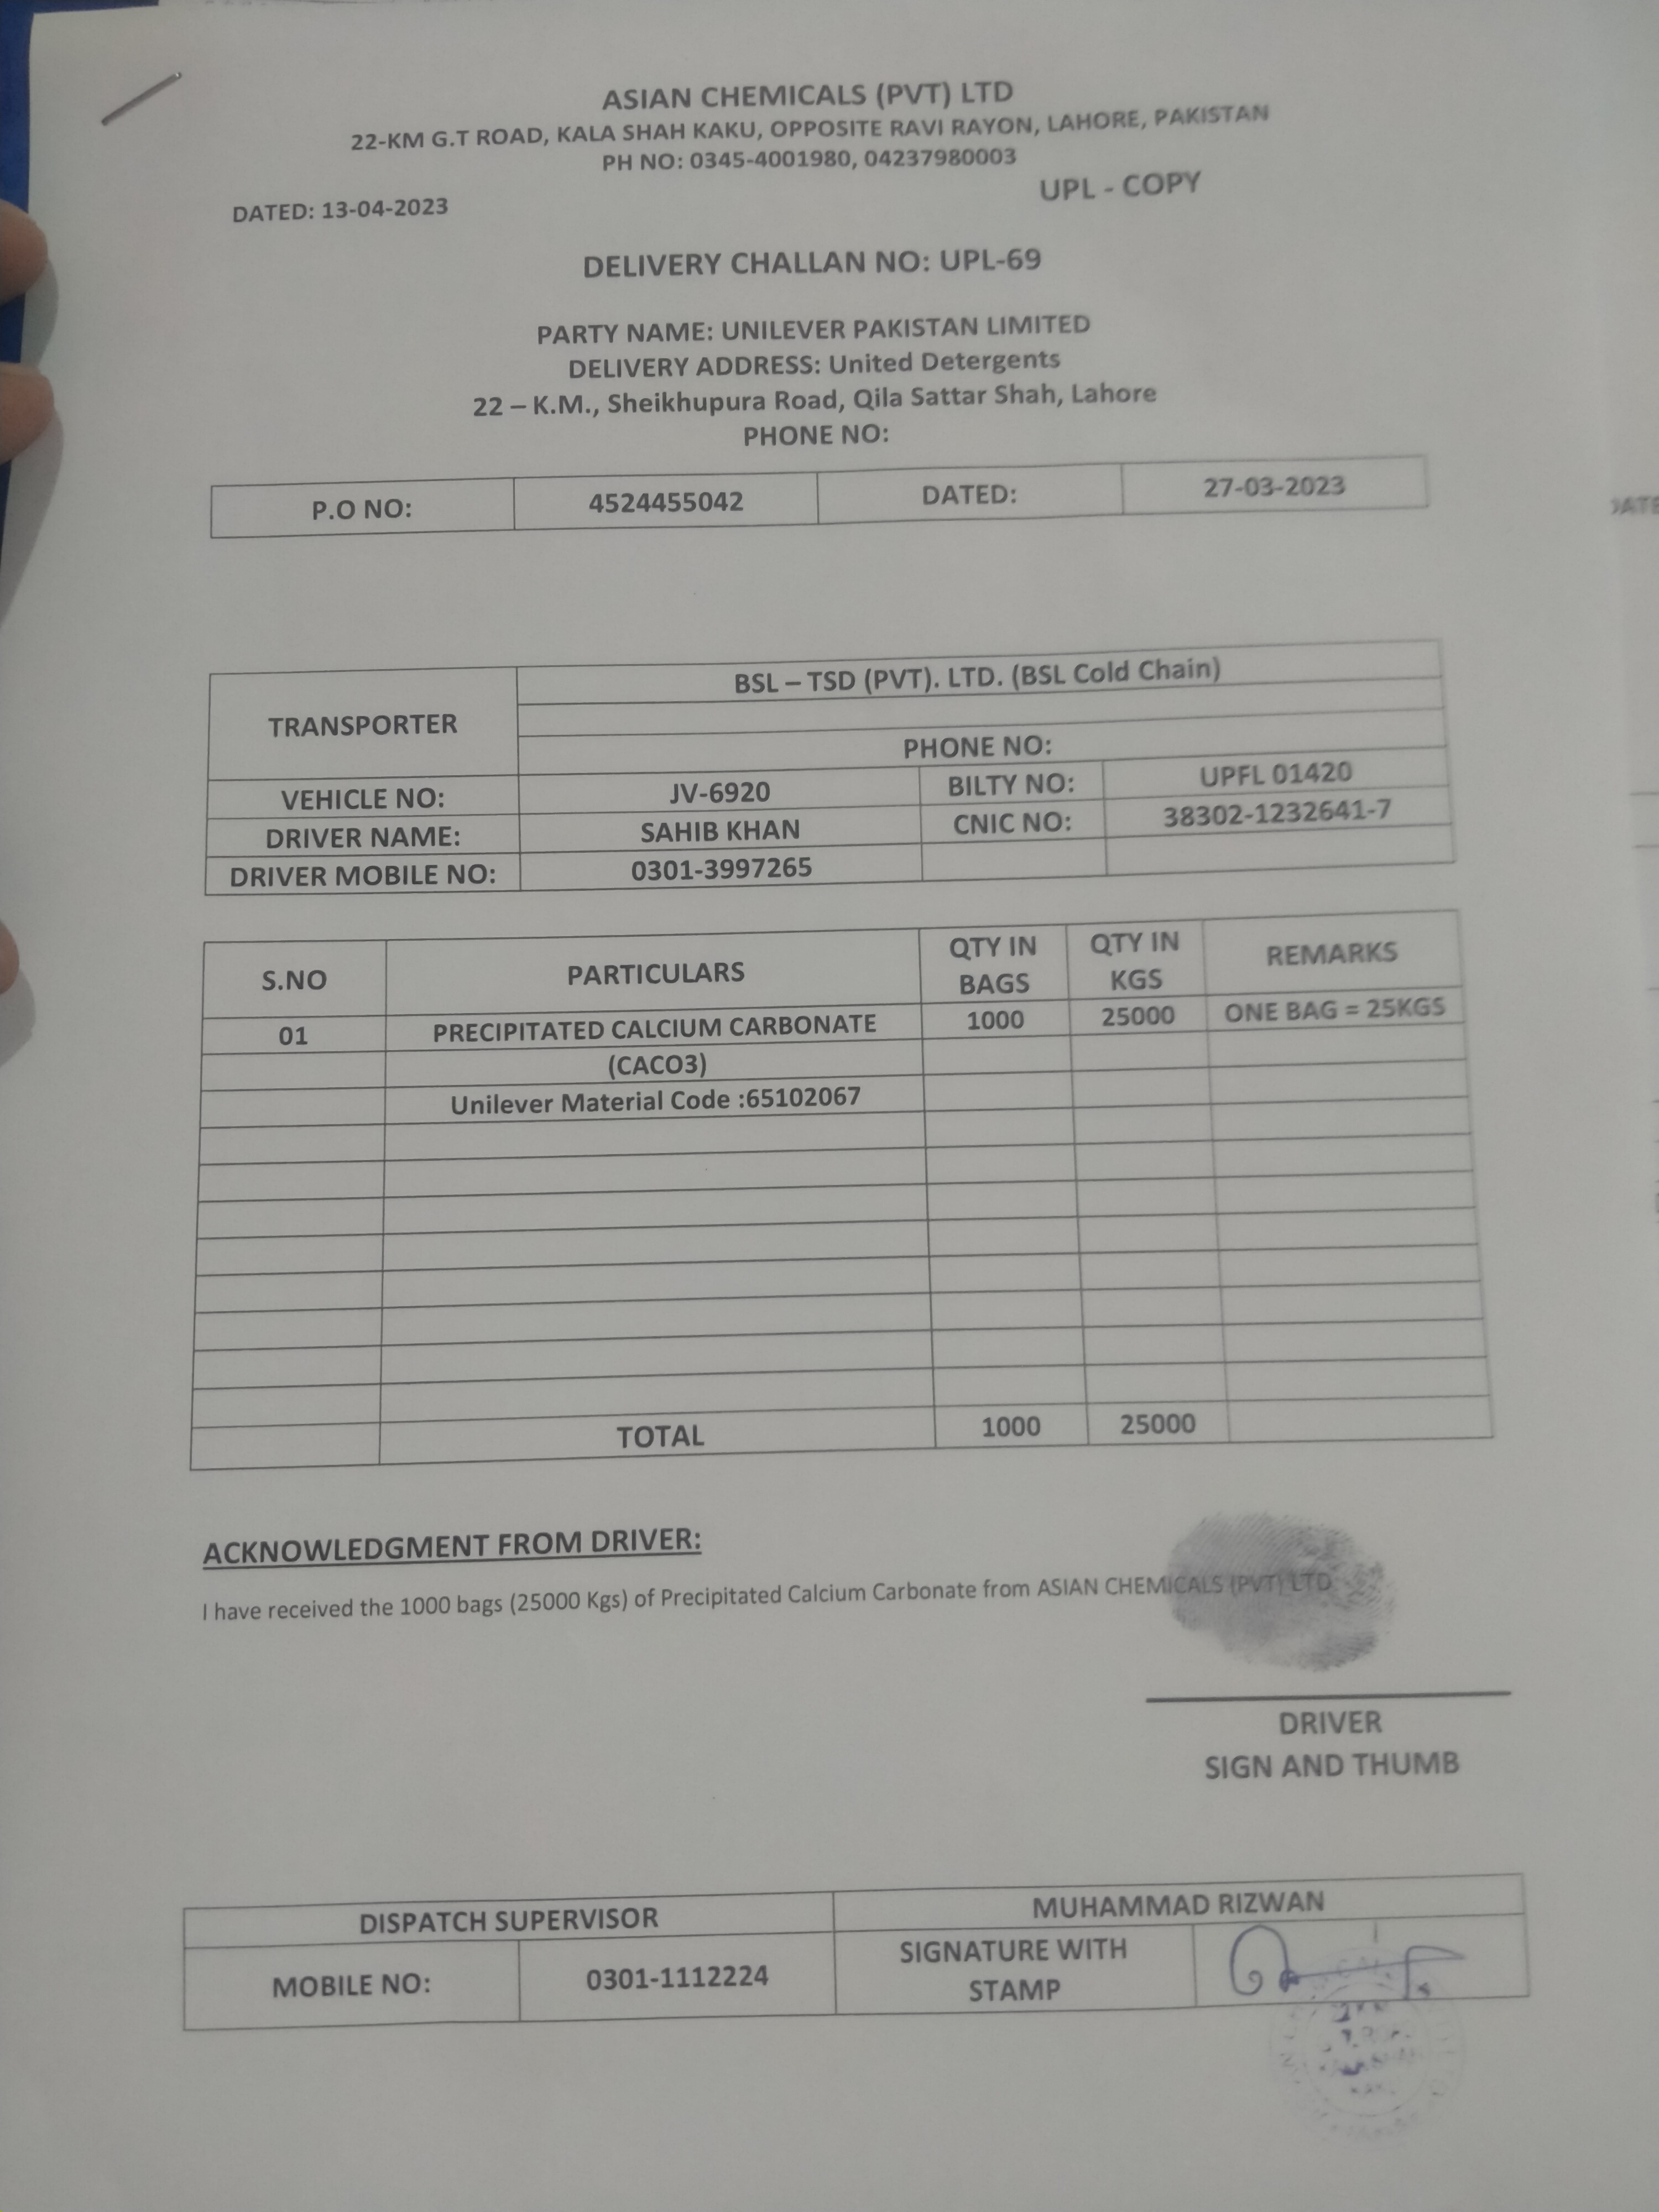 ASIAN CHEMICALS (PVT) LTD
22-KM G.T ROAD, KALA SHAH KAKU, OPPOSITE RAVI RAYON, LAHORE, PAKISTAN
PH NO: 0345-4001980, 04237980003
UPL - COPY
DATED: 13-04-2023
DELIVERY CHALLAN NO: UPL-69
PARTY NAME: UNILEVER PAKISTAN LIMITED
DELIVERY ADDRESS: United Detergents
22 – K.M., Sheikhupura Road, Qila Sattar Shah, Lahore
PHONE NO:
P.O NO: 4524455042 DATED: 27-03-2023
TRANSPORTER BSL – TSD (PVT). LTD. (BSL Cold Chain)
PHONE NO:
VEHICLE NO: JV-6920 BILTY NO: UPFL 01420
DRIVER NAME: SAHIB KHAN CNIC NO: 38302-1232641-7
DRIVER MOBILE NO: 0301-3997265
S.NO PARTICULARS QTY IN BAGS QTY IN KGS REMARKS
01 PRECIPITATED CALCIUM CARBONATE 1000 25000 ONE BAG = 25KGS
(CACO3)
Unilever Material Code :65102067
TOTAL 1000 25000
ACKNOWLEDGMENT FROM DRIVER:
I have received the 1000 bags (25000 Kgs) of Precipitated Calcium Carbonate from ASIAN CHEMICALS (PVT) LTD
DRIVER
SIGN AND THUMB
DISPATCH SUPERVISOR MUHAMMAD RIZWAN
MOBILE NO: 0301-1112224 SIGNATURE WITH STAMP